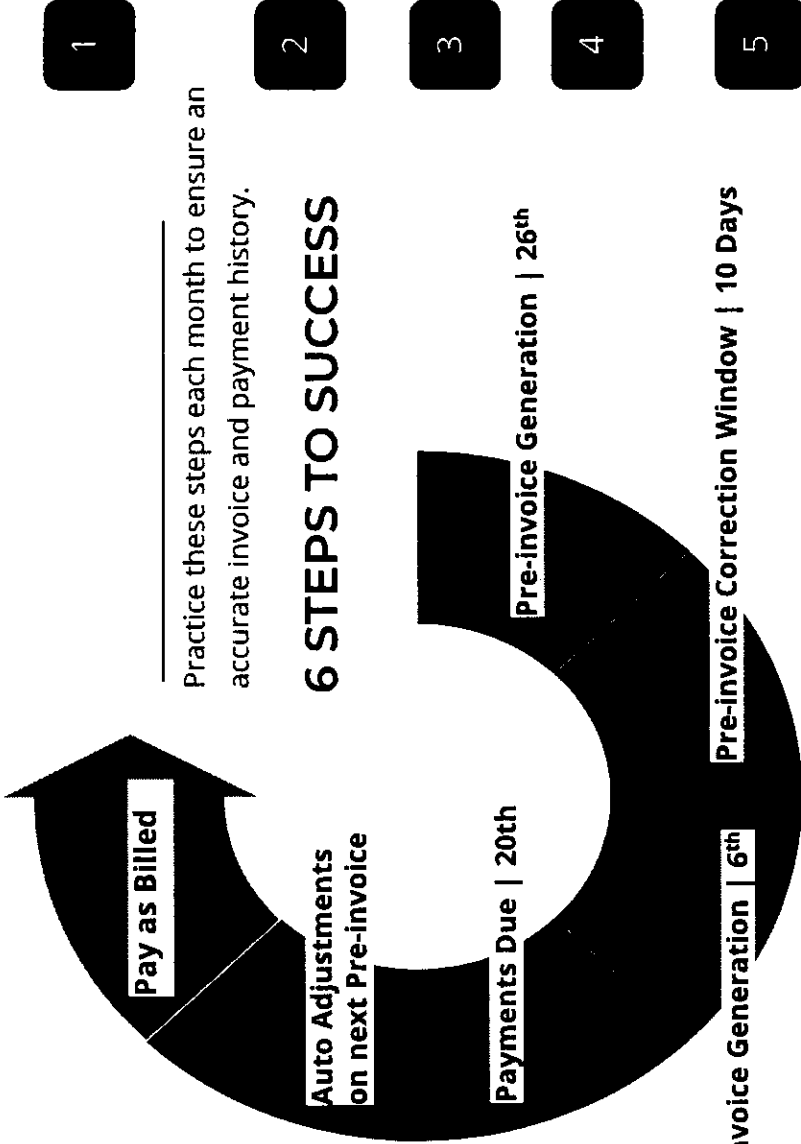 Pay as Billed
Practice these steps each month to ensure an
accurate invoice and payment history.
6 STEPS TO SUCCESS
Auto Adjustments
on next Pre-invoice
Payments Due | 20th
Pre-invoice Generation | 26th
Pre-invoice Correction Window | 10 Days
Generation | 6th
1
2
3
4
5